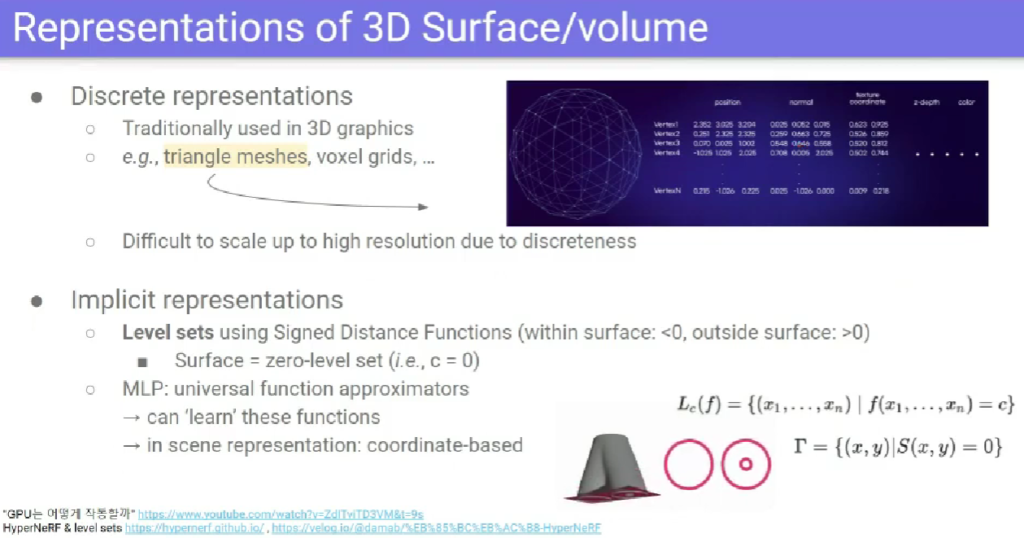 Representations of 3D Surface/volume
● Discrete representations
○ Traditionally used in 3D graphics
○ e.g., triangle meshes, voxel grids, ...
position normal texture coordinate z-depth color
Vertex1 2.352 3.025 3.204 0.025 0.052 0.015 0.623 0.925
Vertex2 0.251 2.325 2.325 0.259 0.663 0.725 0.526 0.859
Vertex3 0.070 0.025 1.002 0.548 0.646 0.558 0.520 0.812
Vertex4 -1.025 1.025 2.025 0.708 0.005 2.025 0.502 0.744
VertexN 0.215 -1.026 0.225 0.025 -1.026 0.000 0.009 0.218
○ Difficult to scale up to high resolution due to discreteness
● Implicit representations
○ Level sets using Signed Distance Functions (within surface: <0, outside surface: >0)
■ Surface = zero-level set (i.e., c = 0)
○ MLP: universal function approximators
→ can 'learn' these functions
→ in scene representation: coordinate-based
L_c(f) = {(x_1, ..., x_n) | f(x_1, ..., x_n) = c}
Γ = {(x, y)|S(x, y) = 0}
"GPU는 어떻게 작동할까" https://www.youtube.com/watch?v=ZdITviTD3VM&t=9s
HyperNeRF & level sets https://hypernerf.github.io/ , https://velog.io/@damab/%EB%85%BC%EB%AC%B8-HyperNeRF